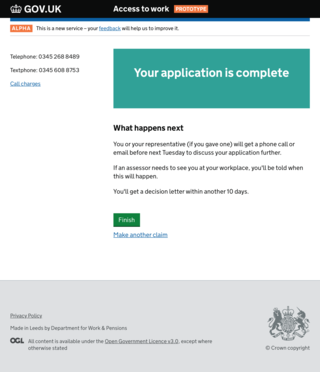 GOV.UK
Access to work PROTOTYPE
ALPHA This is a new service – your feedback will help us to improve it.
Telephone: 0345 268 8489
Textphone: 0345 608 8753
Call charges
Your application is complete
What happens next
You or your representative (if you gave one) will get a phone call or
email before next Tuesday to discuss your application further.
If an assessor needs to see you at your workplace, you'll be told when
this will happen.
You'll get a decision letter within another 10 days.
Finish
Make another claim
Privacy Policy
Made in Leeds by Department for Work & Pensions
OGL All content is available under the Open Government Licence v3.0, except where
otherwise stated
© Crown copyright